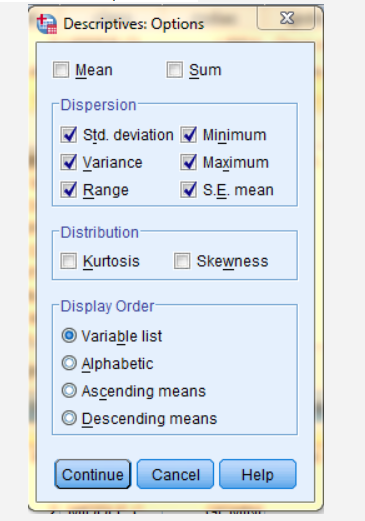 Descriptives: Options
Mean Sum
Dispersion
Std. deviation Minimum
Variance Maximum
Range S.E. mean
Distribution
Kurtosis Skewness
Display Order
Variable list
Alphabetic
Ascending means
Descending means
Continue Cancel Help